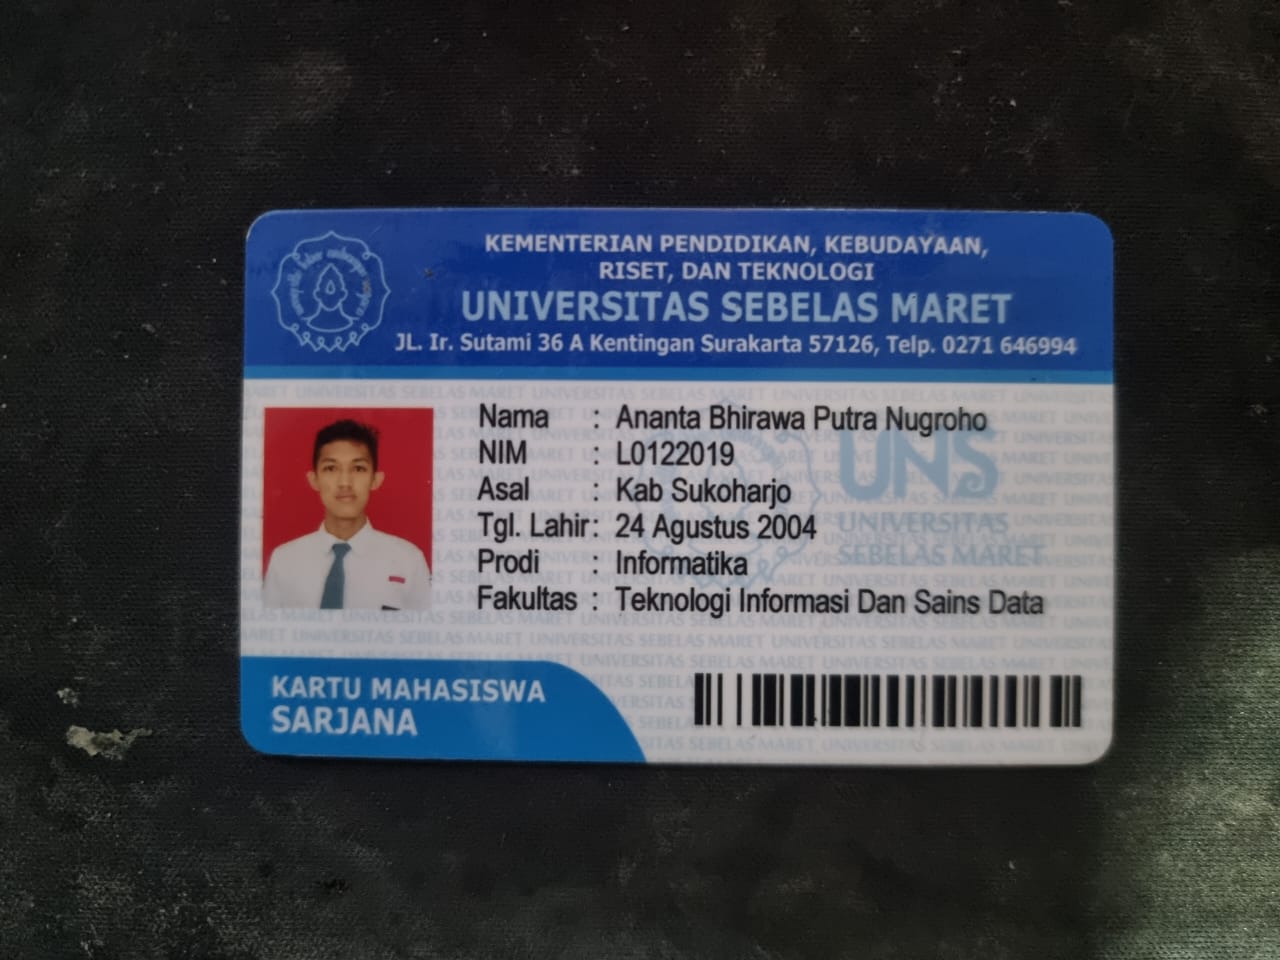 KEMENTERIAN PENDIDIKAN, KEBUDAYAAN,
RISET, DAN TEKNOLOGI
UNIVERSITAS SEBELAS MARET
JL. Ir. Sutami 36 A Kentingan Surakarta 57126, Telp. 0271 646994
Nama : Ananta Bhirawa Putra Nugroho
NIM : L0122019
Asal : Kab Sukoharjo
Tgl. Lahir : 24 Agustus 2004
Prodi : Informatika
Fakultas : Teknologi Informasi Dan Sains Data
UNS
UNIVERSITAS
SEBELAS MARET
KARTU MAHASISWA
SARJANA